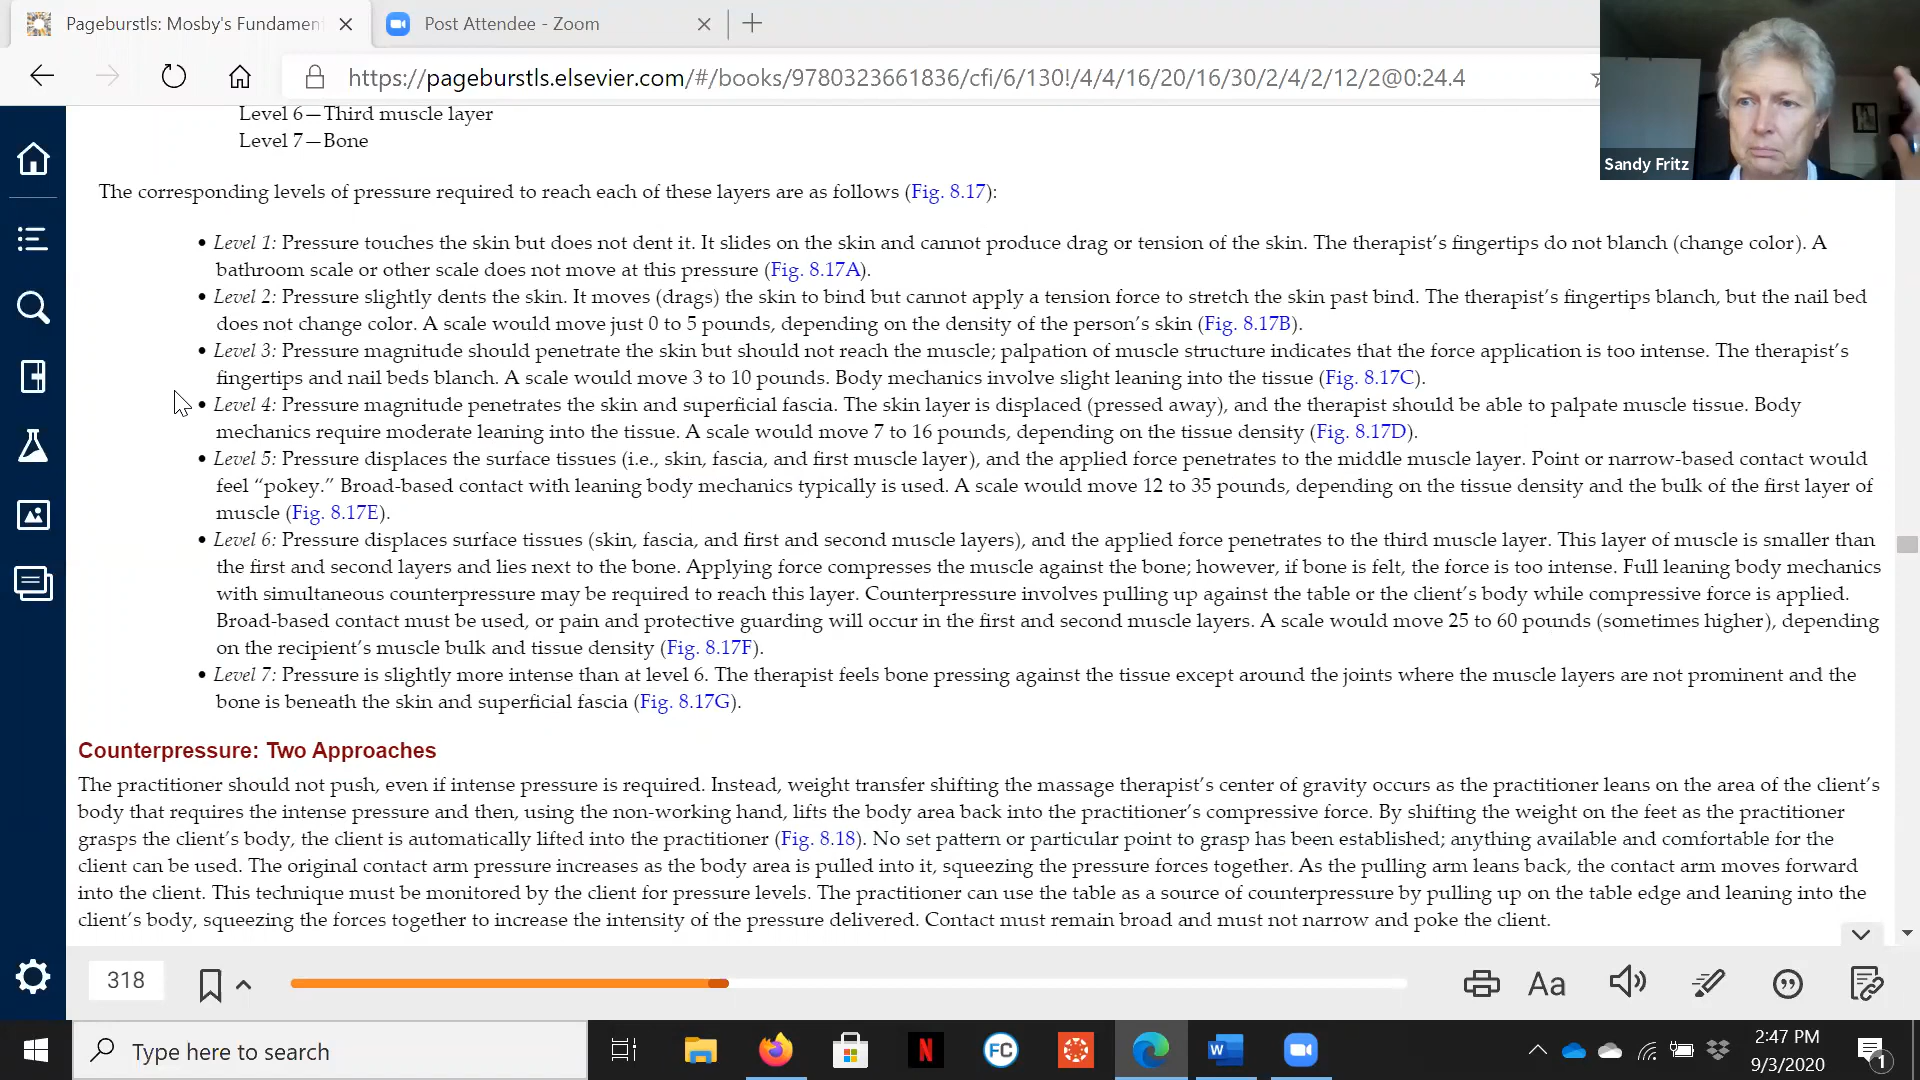 Pageburstls: Mosby's Fundamen
Post Attendee - Zoom
https://pageburstls.elsevier.com/#/books/9780323661836/cfi/6/130!/4/4/16/20/16/30/2/4/2/12/2@0:24.4
Sandy Fritz
Level 6—Third muscle layer
Level 7—Bone
The corresponding levels of pressure required to reach each of these layers are as follows (Fig. 8.17):
• Level 1: Pressure touches the skin but does not dent it. It slides on the skin and cannot produce drag or tension of the skin. The therapist's fingertips do not blanch (change color). A
bathroom scale or other scale does not move at this pressure (Fig. 8.17A).
• Level 2: Pressure slightly dents the skin. It moves (drags) the skin to bind but cannot apply a tension force to stretch the skin past bind. The therapist's fingertips blanch, but the nail bed
does not change color. A scale would move just 0 to 5 pounds, depending on the density of the person's skin (Fig. 8.17B).
• Level 3: Pressure magnitude should penetrate the skin but should not reach the muscle; palpation of muscle structure indicates that the force application is too intense. The therapist's
fingertips and nail beds blanch. A scale would move 3 to 10 pounds. Body mechanics involve slight leaning into the tissue (Fig. 8.17C).
• Level 4: Pressure magnitude penetrates the skin and superficial fascia. The skin layer is displaced (pressed away), and the therapist should be able to palpate muscle tissue. Body
mechanics require moderate leaning into the tissue. A scale would move 7 to 16 pounds, depending on the tissue density (Fig. 8.17D).
• Level 5: Pressure displaces the surface tissues (i.e., skin, fascia, and first muscle layer), and the applied force penetrates to the middle muscle layer. Point or narrow-based contact would
feel “pokey.” Broad-based contact with leaning body mechanics typically is used. A scale would move 12 to 35 pounds, depending on the tissue density and the bulk of the first layer of
muscle (Fig. 8.17E).
• Level 6: Pressure displaces surface tissues (skin, fascia, and first and second muscle layers), and the applied force penetrates to the third muscle layer. This layer of muscle is smaller than
the first and second layers and lies next to the bone. Applying force compresses the muscle against the bone; however, if bone is felt, the force is too intense. Full leaning body mechanics
with simultaneous counterpressure may be required to reach this layer. Counterpressure involves pulling up against the table or the client's body while compressive force is applied.
Broad-based contact must be used, or pain and protective guarding will occur in the first and second muscle layers. A scale would move 25 to 60 pounds (sometimes higher), depending
on the recipient's muscle bulk and tissue density (Fig. 8.17F).
• Level 7: Pressure is slightly more intense than at level 6. The therapist feels bone pressing against the tissue except around the joints where the muscle layers are not prominent and the
bone is beneath the skin and superficial fascia (Fig. 8.17G).
Counterpressure: Two Approaches
The practitioner should not push, even if intense pressure is required. Instead, weight transfer shifting the massage therapist's center of gravity occurs as the practitioner leans on the area of the client's
body that requires the intense pressure and then, using the non-working hand, lifts the body area back into the practitioner's compressive force. By shifting the weight on the feet as the practitioner
grasps the client's body, the client is automatically lifted into the practitioner (Fig. 8.18). No set pattern or particular point to grasp has been established; anything available and comfortable for the
client can be used. The original contact arm pressure increases as the body area is pulled into it, squeezing the pressure forces together. As the pulling arm leans back, the contact arm moves forward
into the client. This technique must be monitored by the client for pressure levels. The practitioner can use the table as a source of counterpressure by pulling up on the table edge and leaning into the
client's body, squeezing the forces together to increase the intensity of the pressure delivered. Contact must remain broad and must not narrow and poke the client.
318
Aa
Type here to search
N
FC
W
2:47 PM
9/3/2020
1